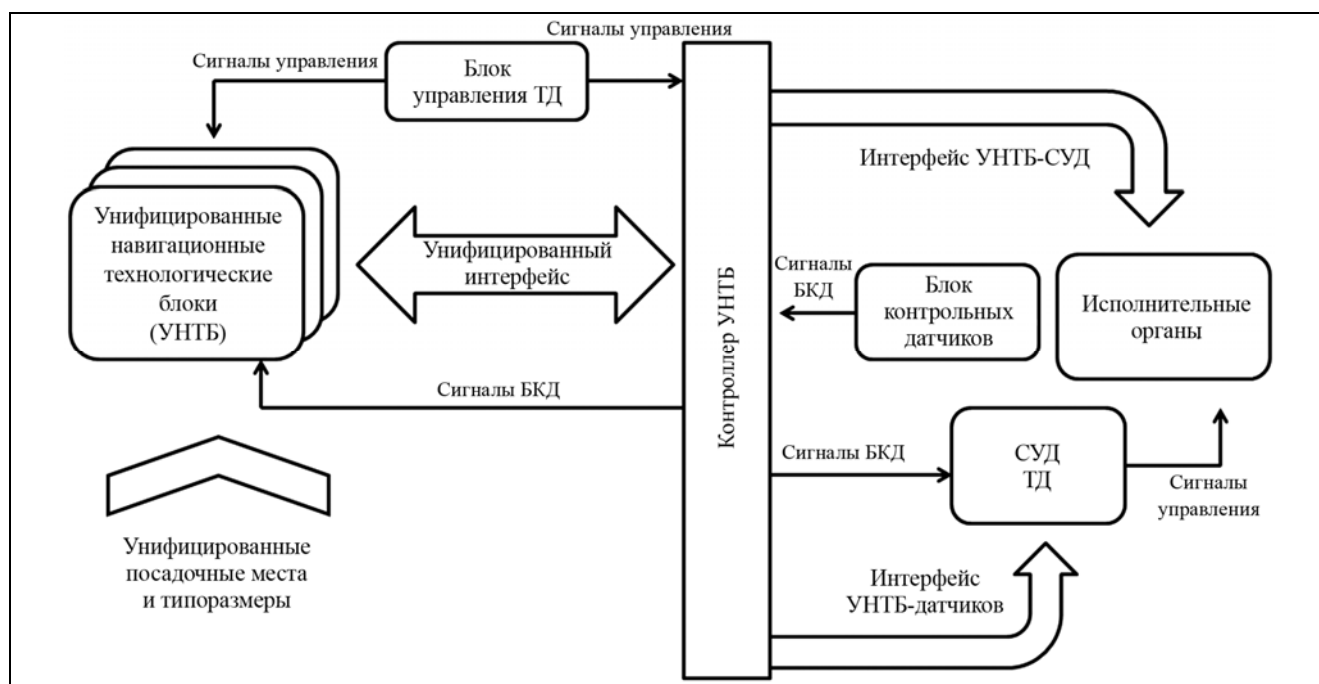 Сигналы управления
Сигналы управления
Блок
управления ТД
Интерфейс УНТБ-СУД
Унифицированные
навигационные
технологические
блоки
(УНТБ)
Унифицированный
интерфейс
Контроллер УНТБ
Сигналы
БКД
Блок
контрольных
датчиков
Исполнительные
органы
Сигналы БКД
Сигналы БКД
СУД
ТД
Сигналы
управления
Унифицированные
посадочные места
и типоразмеры
Интерфейс
УНТБ-датчиков